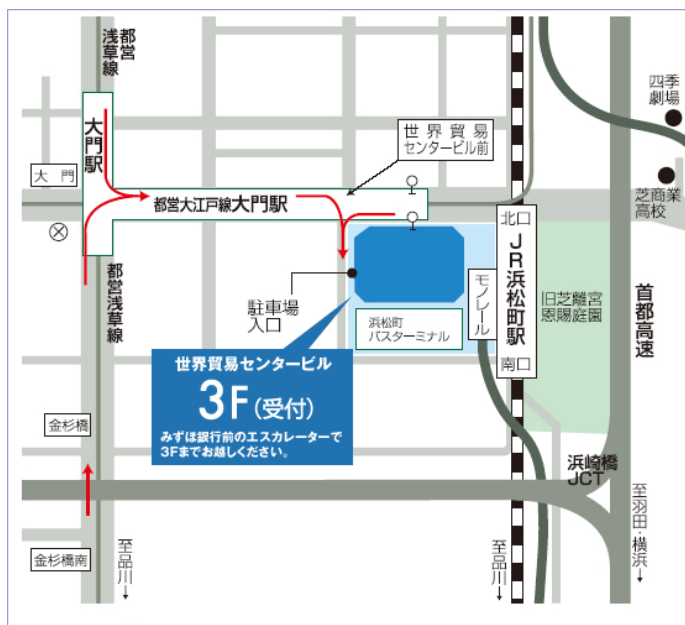 都営
浅草線
四季
劇場
大門駅
世界貿易
センタービル前
大門
都営大江戸線大門駅
芝商業
高校
北口
JR浜松町駅
南口
モノレール
都営浅草線
駐車場
入口
浜松町
バスターミナル
旧芝離宮
恩賜庭園
首都高速
世界貿易センタービル
3F(受付)
みずほ銀行前のエスカレーターで
3Fまでお越しください。
金杉橋
浜崎橋
JCT
金杉橋南
至品川→
至品川→
至羽田・横浜→